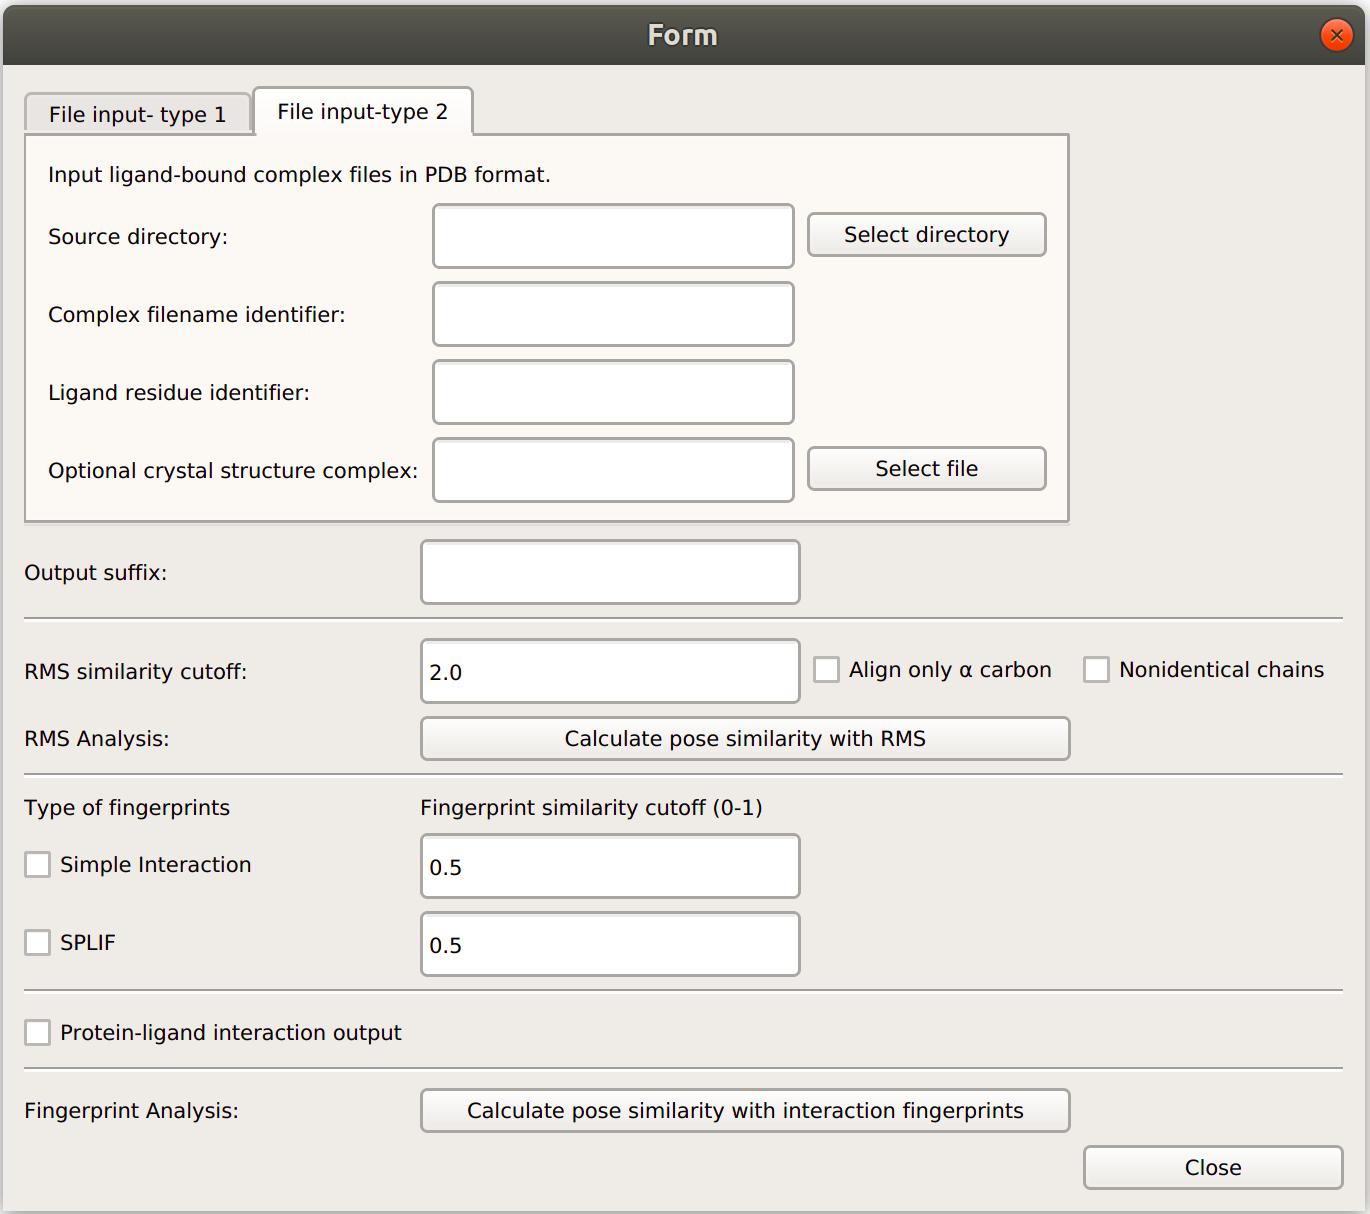 Form
File input- type 1 File input-type 2
Input ligand-bound complex files in PDB format.
Source directory: Select directory
Complex filename identifier:
Ligand residue identifier:
Optional crystal structure complex: Select file
Output suffix:
RMS similarity cutoff: 2.0 Align only α carbon Nonidentical chains
RMS Analysis: Calculate pose similarity with RMS
Type of fingerprints Fingerprint similarity cutoff (0-1)
Simple Interaction 0.5
SPLIF 0.5
Protein-ligand interaction output
Fingerprint Analysis: Calculate pose similarity with interaction fingerprints
Close